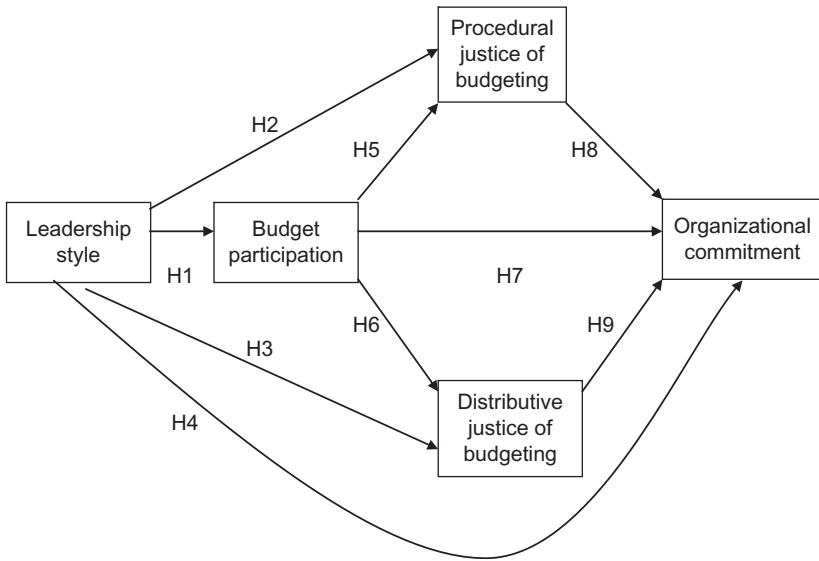 Procedural
justice of
budgeting
H2
H5
H8
Leadership
style
Budget
participation
Organizational
commitment
H1
H7
H6
H9
H3
H4
Distributive
justice of
budgeting